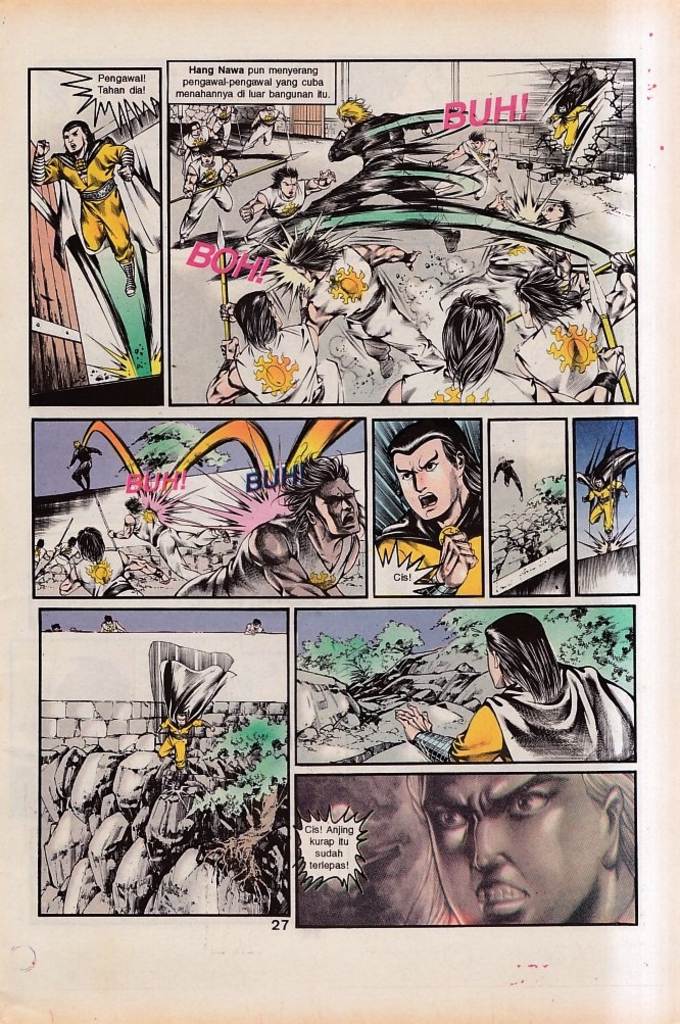 Pengawal!
Tahan dia!
Hang Nawa pun menyerang
pengawal-pengawal yang cuba
menahannya di luar bangunan itu.
BUH!
BOH!
BUH!
BUH!
Cis!
Cis! Anjing
kurap itu
sudah
terlepas!
27